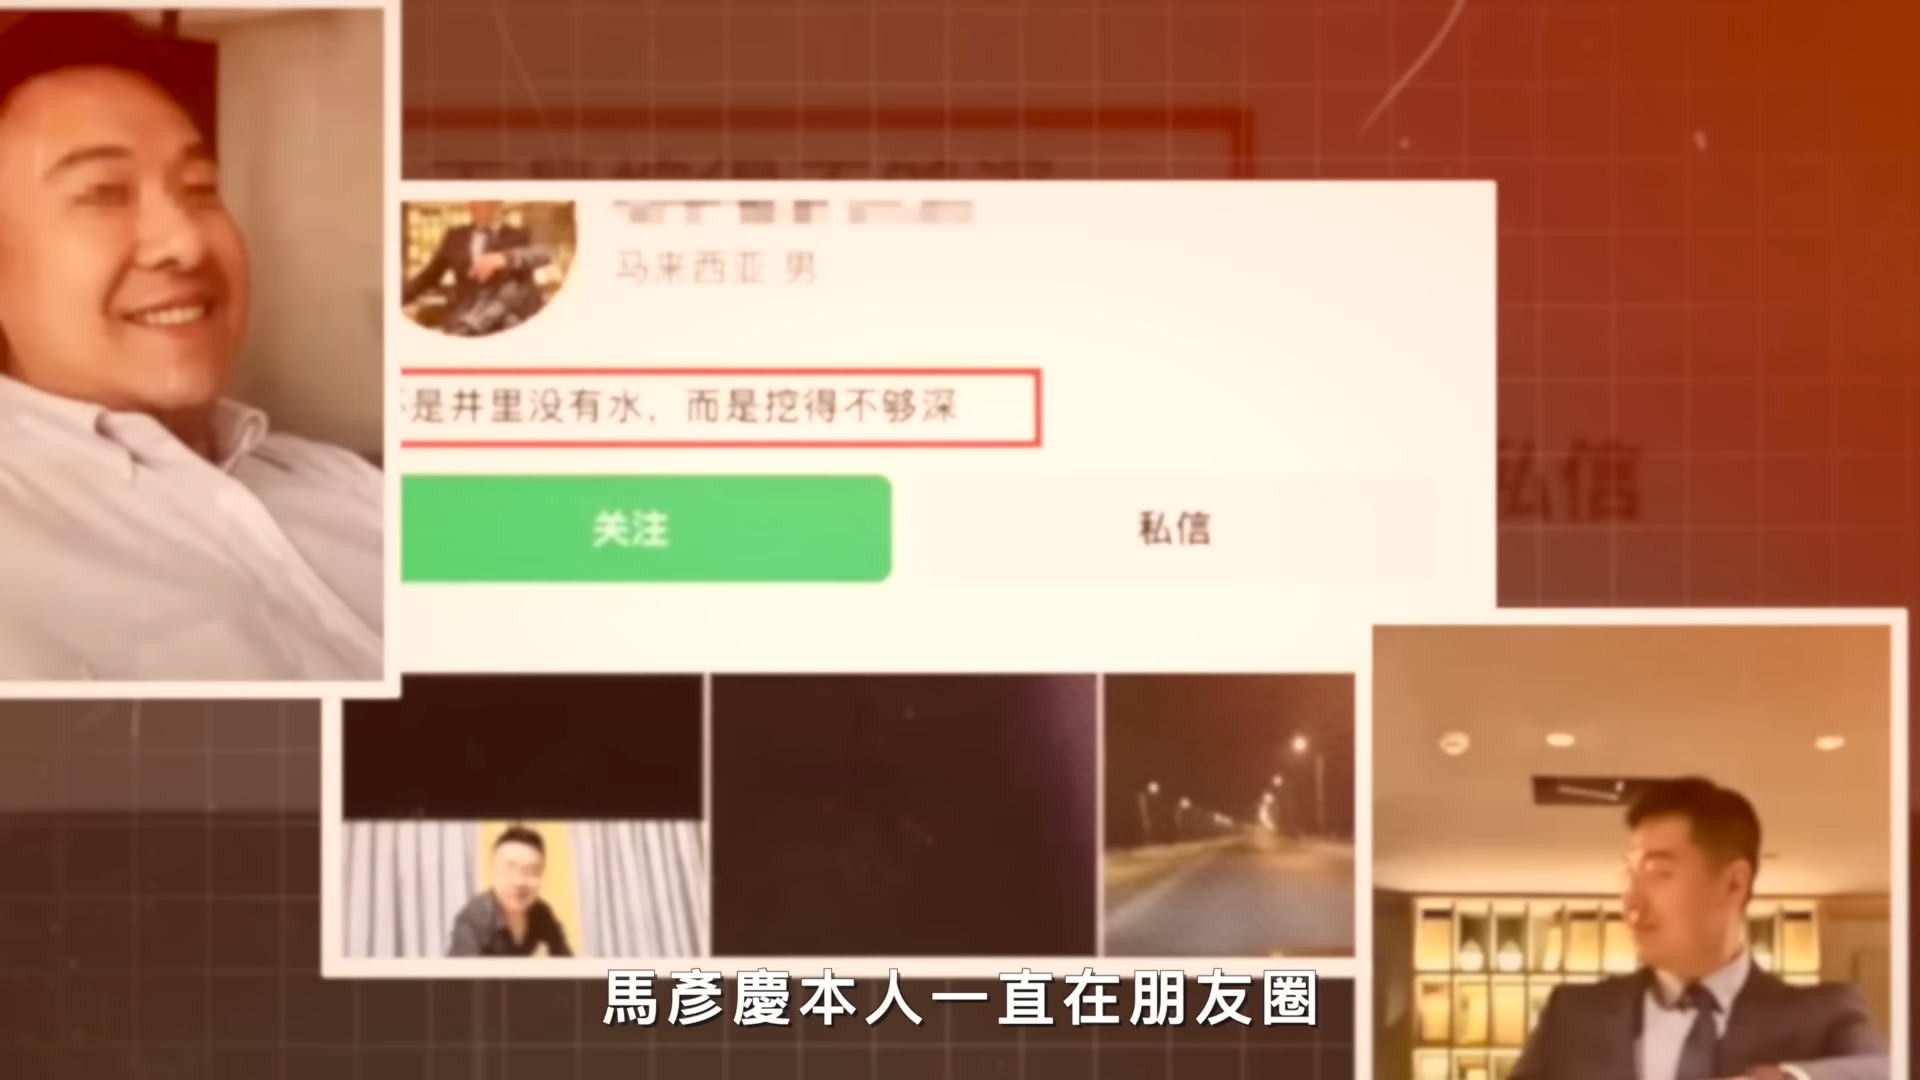 马来西亚 男
是井里没有水，而是挖得不够深
关注
私信
私信
馬彥慶本人一直在朋友圈